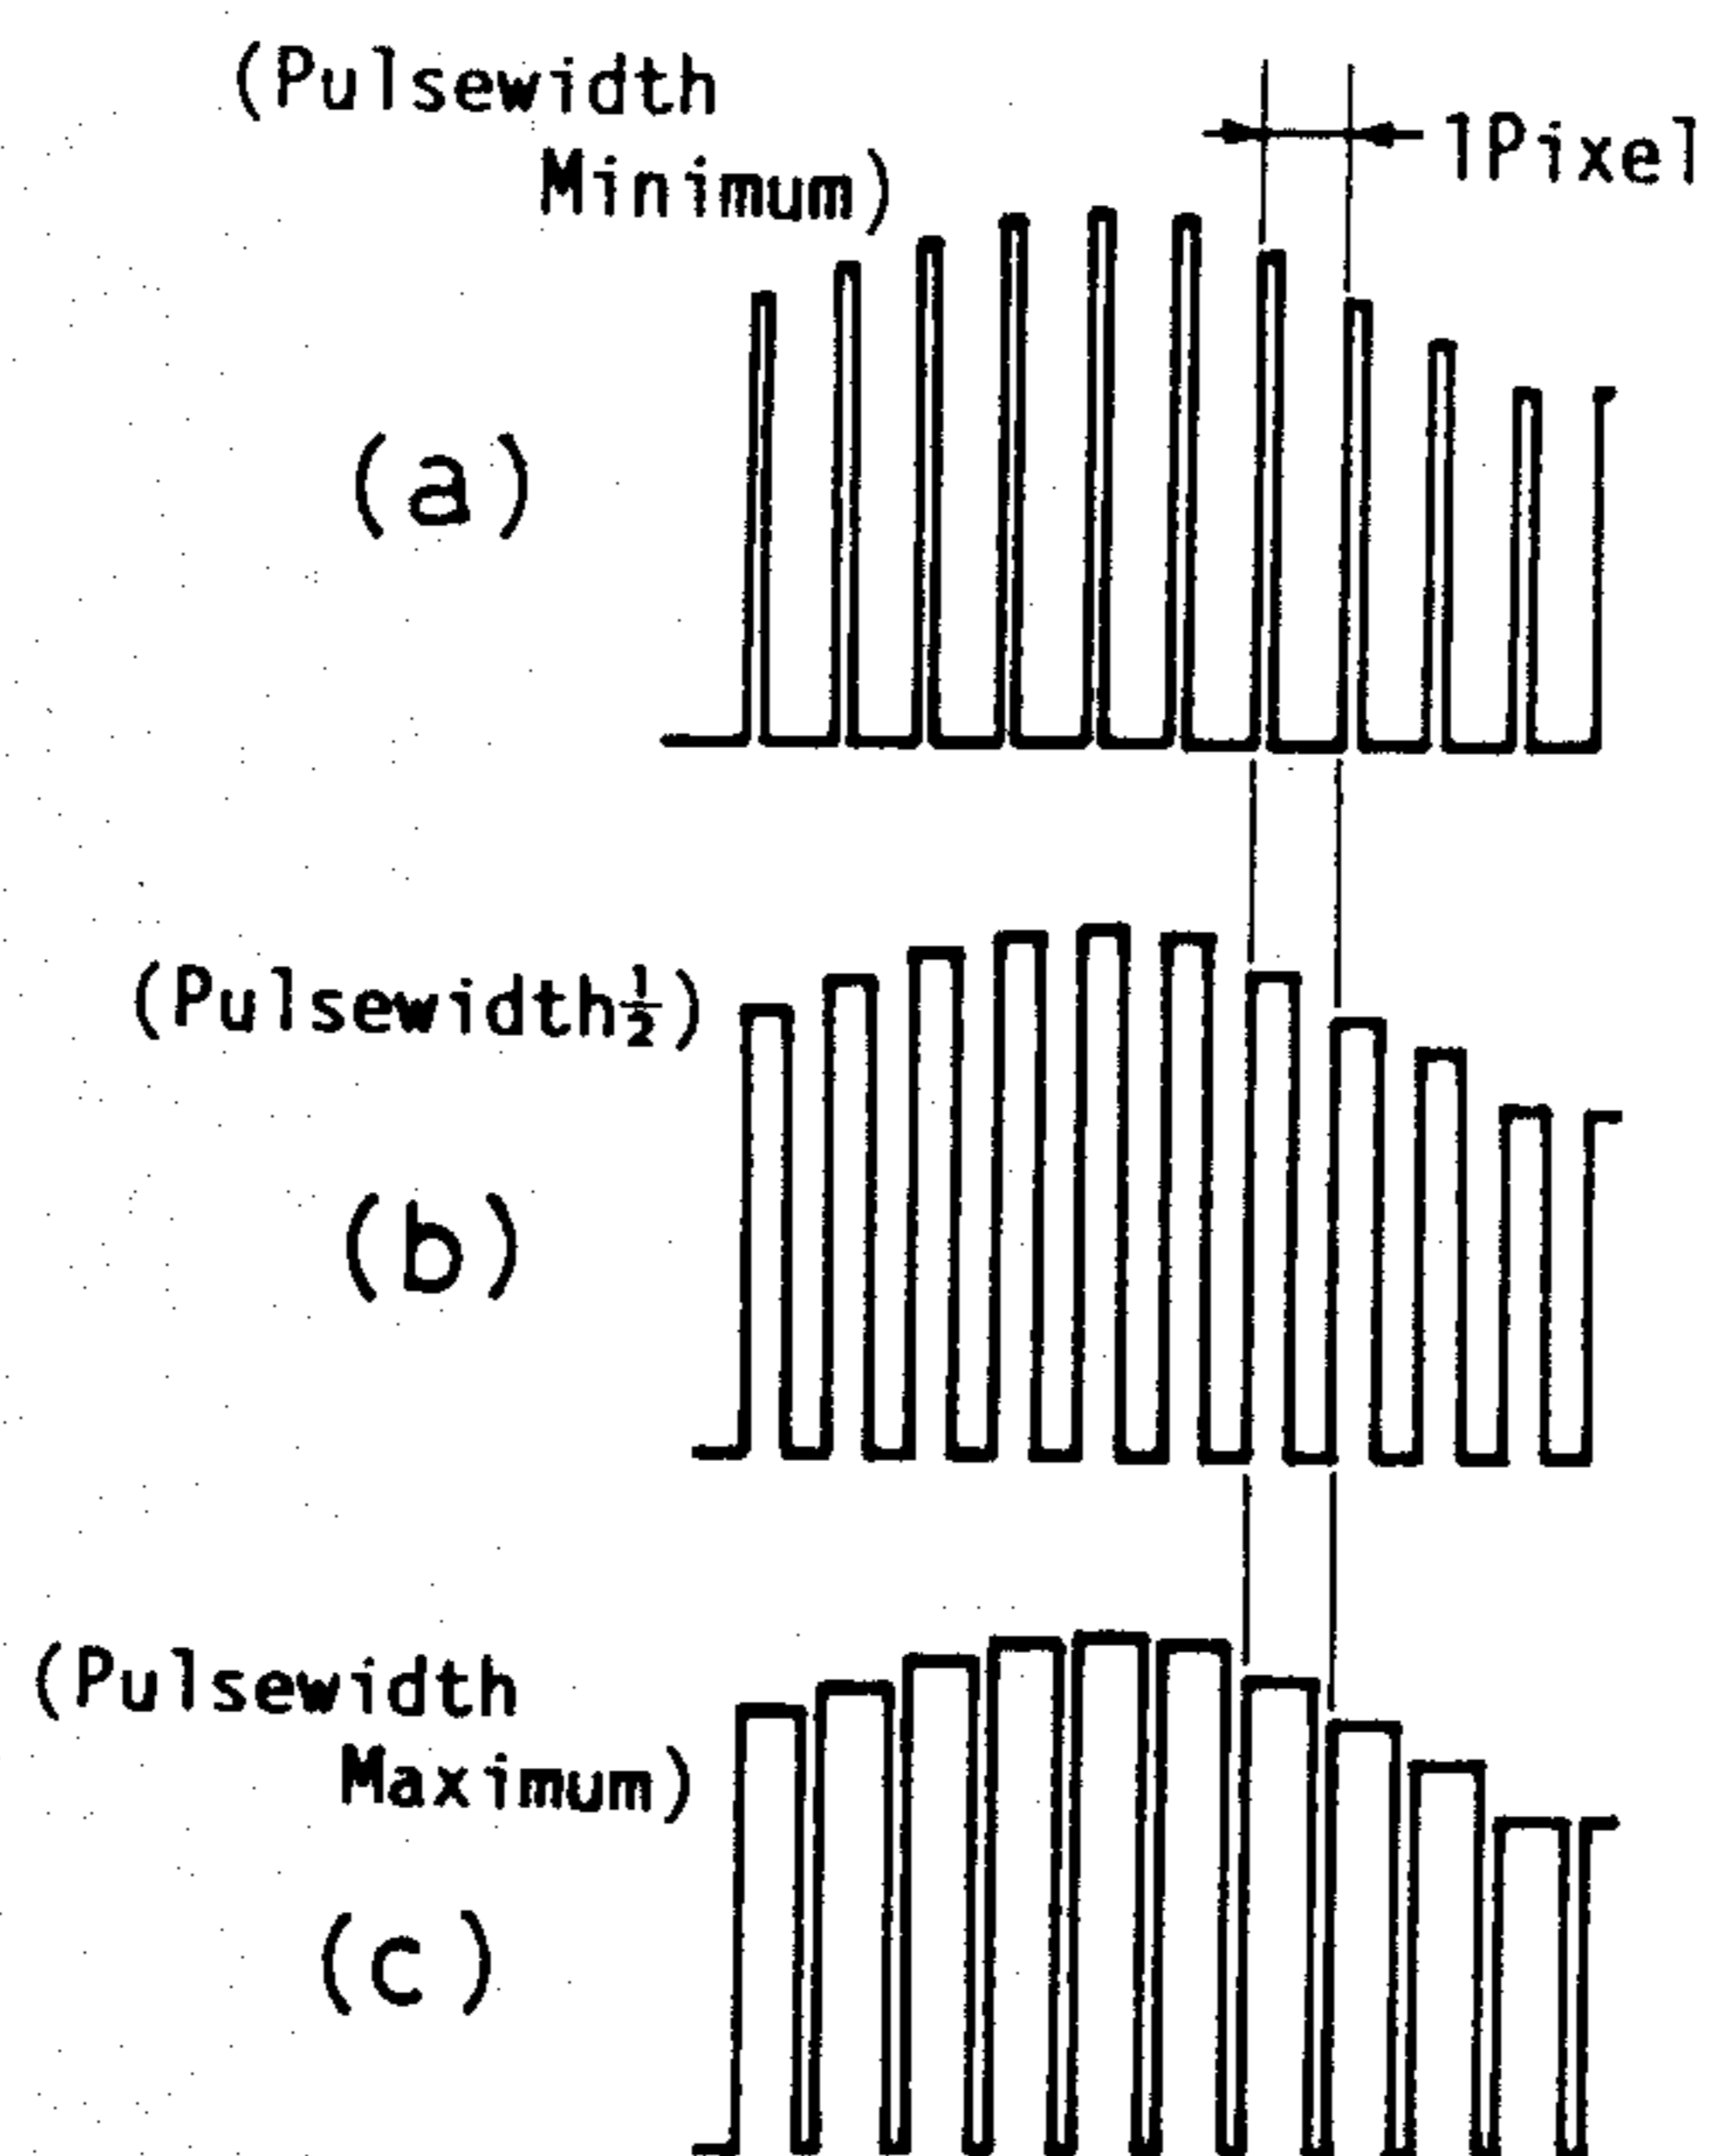 (Pulsewidth
Minimum)
1Pixel
(a)
(Pulsewidth½)
(b)
(Pulsewidth
Maximum)
(c)